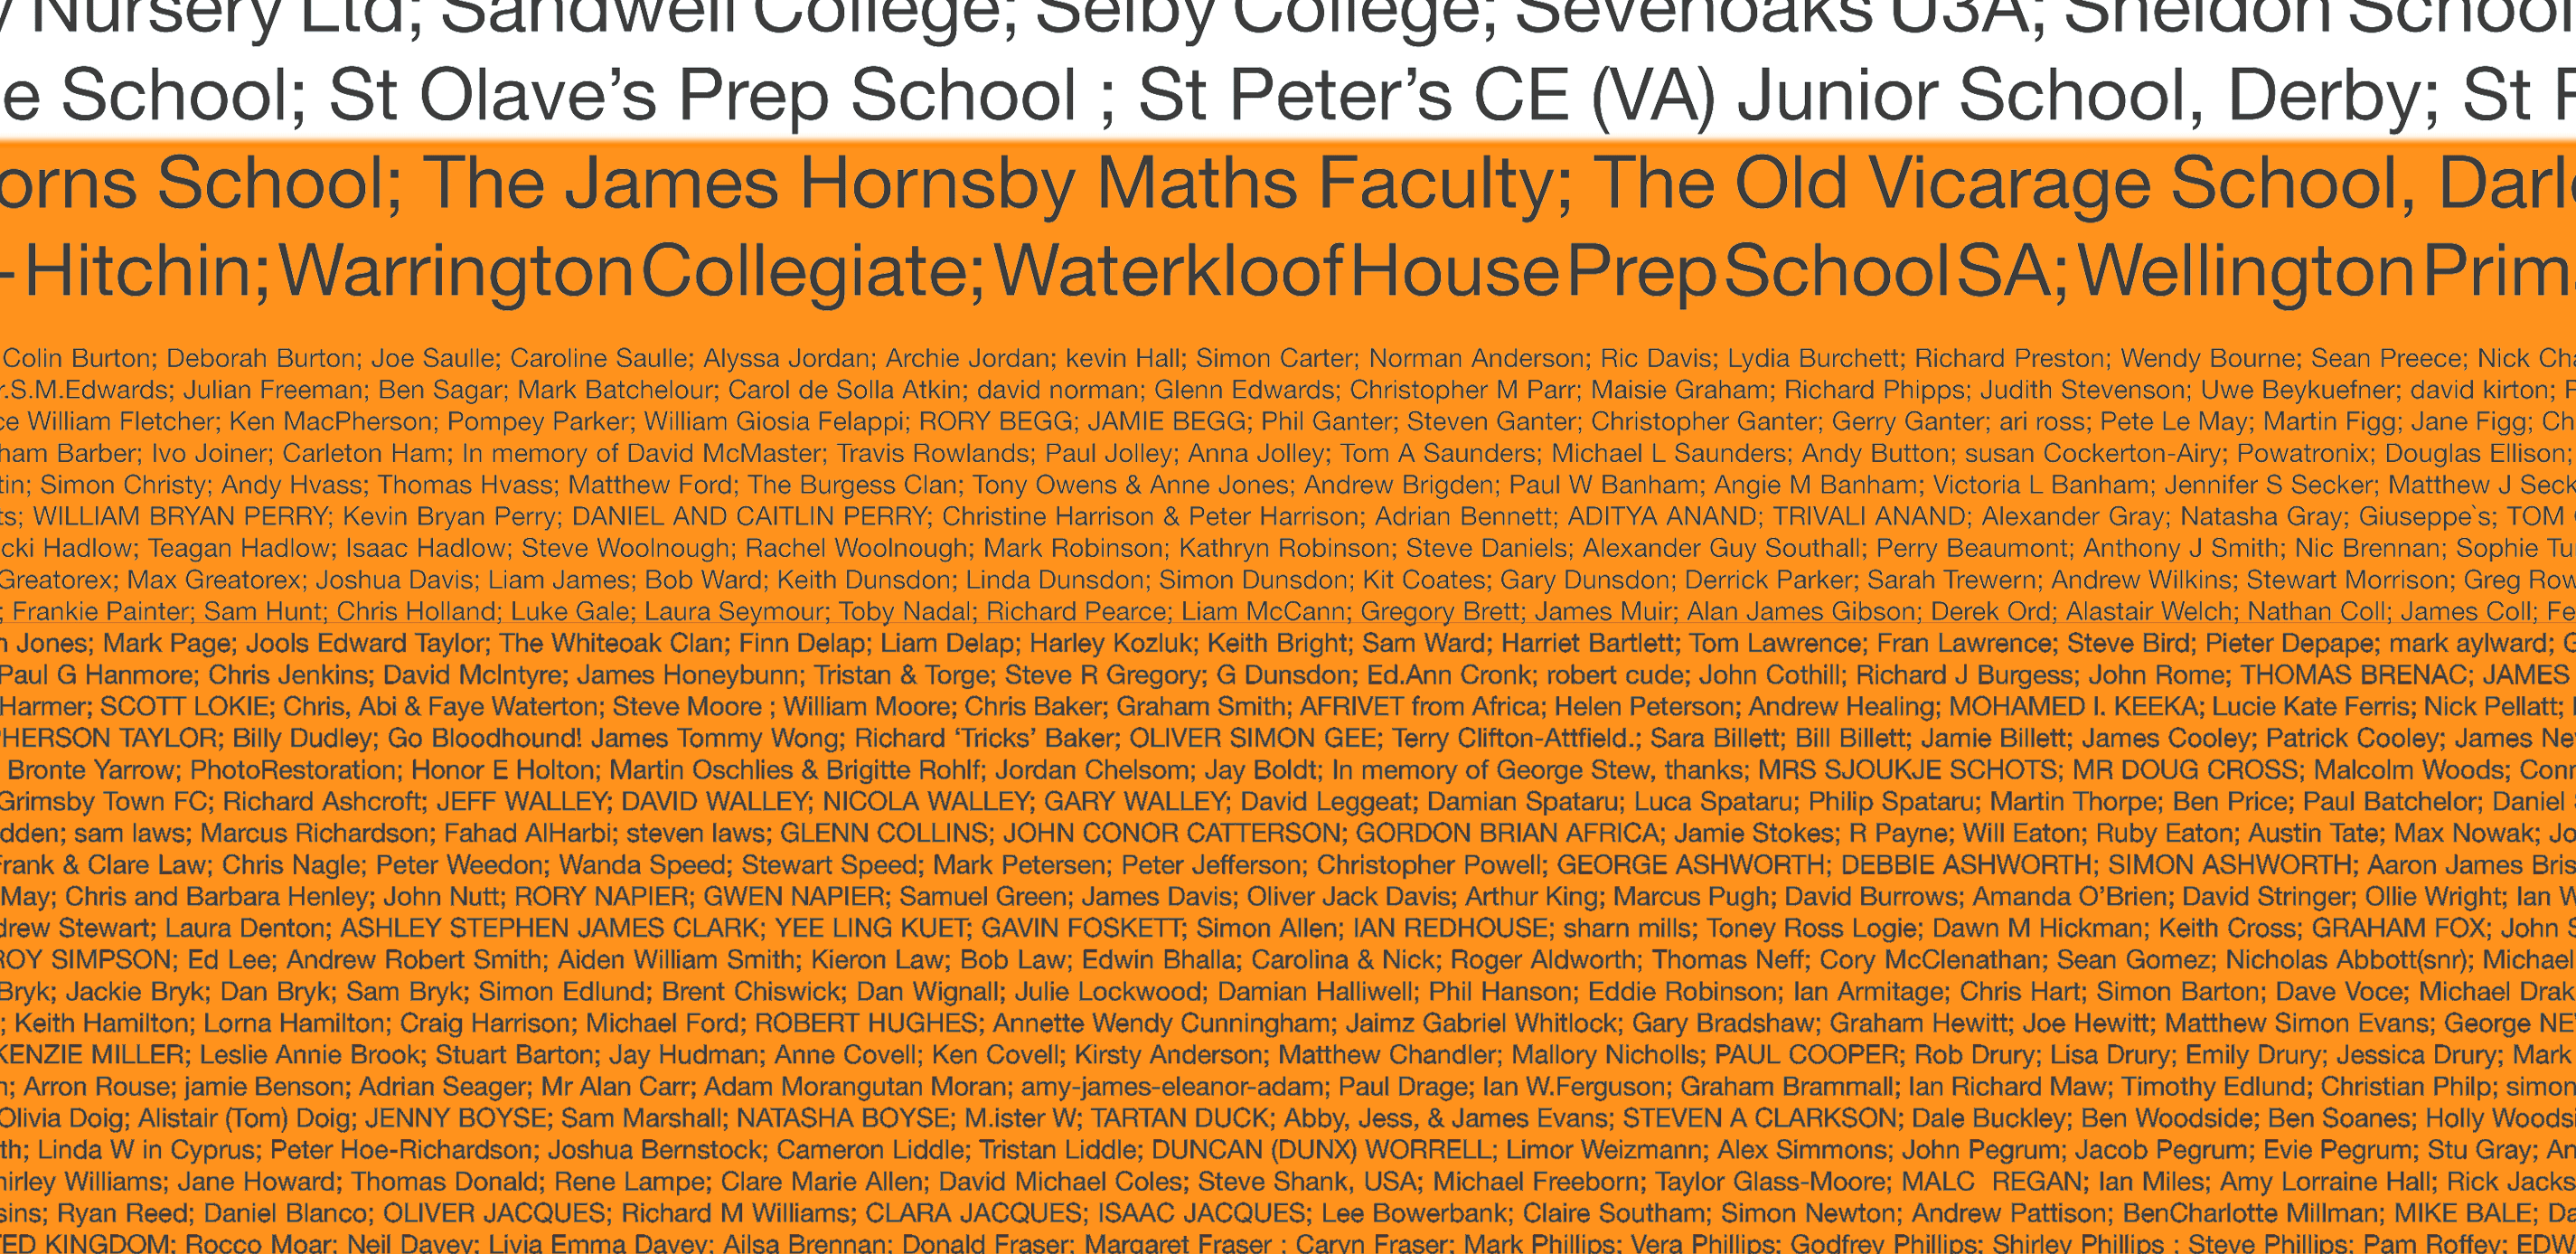 Nursery Ltd; Sandwell College; Selby College; Sevenoaks U3A; Sheldon School
e School; St Olave’s Prep School ; St Peter’s CE (VA) Junior School, Derby; St
orns School; The James Hornsby Maths Faculty; The Old Vicarage School, Darl
- Hitchin; Warrington Collegiate; Waterkloof House Prep School SA; Wellington Prim
Colin Burton; Deborah Burton; Joe Saulle; Caroline Saulle; Alyssa Jordan; Archie Jordan; kevin Hall; Simon Carter; Norman Anderson; Ric Davis; Lydia Burchett; Richard Preston; Wendy Bourne; Sean Preece; Nick Cha
r.S.M.Edwards; Julian Freeman; Ben Sagar; Mark Batchelour; Carol de Solla Atkin; david norman; Glenn Edwards; Christopher M Parr; Maisie Graham; Richard Phipps; Judith Stevenson; Uwe Beykuefner; david kirton;
ce William Fletcher; Ken MacPherson; Pompey Parker; William Giosia Felappi; RORY BEGG; JAMIE BEGG; Phil Ganter; Steven Ganter; Christopher Ganter; Gerry Ganter; ari ross; Pete Le May; Martin Figg; Jane Figg; Ch
ham Barber; Ivo Joiner; Carleton Ham; In memory of David McMaster; Travis Rowlands; Paul Jolley; Anna Jolley; Tom A Saunders; Michael L Saunders; Andy Button; susan Cockerton-Airy; Powatronix; Douglas Ellison;
tin; Simon Christy; Andy Hvass; Thomas Hvass; Matthew Ford; The Burgess Clan; Tony Owens & Anne Jones; Andrew Brigden; Paul W Banham; Angie M Banham; Victoria L Banham; Jennifer S Secker; Matthew J Seck
ts; WILLIAM BRYAN PERRY; Kevin Bryan Perry; DANIEL AND CAITLIN PERRY; Christine Harrison & Peter Harrison; Adrian Bennett; ADITYA ANAND; TRIVALI ANAND; Alexander Gray; Natasha Gray; Giuseppe`s; TOM
cki Hadlow; Teagan Hadlow; Isaac Hadlow; Steve Woolnough; Rachel Woolnough; Mark Robinson; Kathryn Robinson; Steve Daniels; Alexander Guy Southall; Perry Beaumont; Anthony J Smith; Nic Brennan; Sophie Tu
Greatorex; Max Greatorex; Joshua Davis; Liam James; Bob Ward; Keith Dunsdon; Linda Dunsdon; Simon Dunsdon; Kit Coates; Gary Dunsdon; Derrick Parker; Sarah Trewern; Andrew Wilkins; Stewart Morrison; Greg Row
; Frankie Painter; Sam Hunt; Chris Holland; Luke Gale; Laura Seymour; Toby Nadal; Richard Pearce; Liam McCann; Gregory Brett; James Muir; Alan James Gibson; Derek Ord; Alastair Welch; Nathan Coll; James Coll; Fe
n Jones; Mark Page; Jools Edward Taylor; The Whiteoak Clan; Finn Delap; Liam Delap; Harley Kozluk; Keith Bright; Sam Ward; Harriet Bartlett; Tom Lawrence; Fran Lawrence; Steve Bird; Pieter Depape; mark aylward; G
Paul G Hanmore; Chris Jenkins; David McIntyre; James Honeybunn; Tristan & Torge; Steve R Gregory; G Dunsdon; Ed.Ann Cronk; robert cude; John Cothill; Richard J Burgess; John Rome; THOMAS BRENAC; JAMES
Harmer; SCOTT LOKIE; Chris, Abi & Faye Waterton; Steve Moore ; William Moore; Chris Baker; Graham Smith; AFRIVET from Africa; Helen Peterson; Andrew Healing; MOHAMED I. KEEKA; Lucie Kate Ferris; Nick Pellatt;
PHERSON TAYLOR; Billy Dudley; Go Bloodhound! James Tommy Wong; Richard ‘Tricks’ Baker; OLIVER SIMON GEE; Terry Clifton-Attfield.; Sara Billett; Bill Billett; Jamie Billett; James Cooley; Patrick Cooley; James Ne
Bronte Yarrow; PhotoRestoration; Honor E Holton; Martin Oschlies & Brigitte Rohlf; Jordan Chelsom; Jay Boldt; In memory of George Stew, thanks; MRS SJOUKJE SCHOTS; MR DOUG CROSS; Malcolm Woods; Conn
Grimsby Town FC; Richard Ashcroft; JEFF WALLEY; DAVID WALLEY; NICOLA WALLEY; GARY WALLEY; David Leggeat; Damian Spataru; Luca Spataru; Philip Spataru; Martin Thorpe; Ben Price; Paul Batchelor; Daniel
dden; sam laws; Marcus Richardson; Fahad AlHarbi; steven laws; GLENN COLLINS; JOHN CONOR CATTERSON; GORDON BRIAN AFRICA; Jamie Stokes; R Payne; Will Eaton; Ruby Eaton; Austin Tate; Max Nowak; Jo
Frank & Clare Law; Chris Nagle; Peter Weedon; Wanda Speed; Stewart Speed; Mark Petersen; Peter Jefferson; Christopher Powell; GEORGE ASHWORTH; DEBBIE ASHWORTH; SIMON ASHWORTH; Aaron James Bris
May; Chris and Barbara Henley; John Nutt; RORY NAPIER; GWEN NAPIER; Samuel Green; James Davis; Oliver Jack Davis; Arthur King; Marcus Pugh; David Burrows; Amanda O’Brien; David Stringer; Ollie Wright; Ian W
drew Stewart; Laura Denton; ASHLEY STEPHEN JAMES CLARK; YEE LING KUET; GAVIN FOSKETT; Simon Allen; IAN REDHOUSE; sharn mills; Toney Ross Logie; Dawn M Hickman; Keith Cross; GRAHAM FOX; John S
ROY SIMPSON; Ed Lee; Andrew Robert Smith; Aiden William Smith; Kieron Law; Bob Law; Edwin Bhalla; Carolina & Nick; Roger Aldworth; Thomas Neff; Cory McClenathan; Sean Gomez; Nicholas Abbott(snr); Michael
Bryk; Jackie Bryk; Dan Bryk; Sam Bryk; Simon Edlund; Brent Chiswick; Dan Wignall; Julie Lockwood; Damian Halliwell; Phil Hanson; Eddie Robinson; Ian Armitage; Chris Hart; Simon Barton; Dave Voce; Michael Drak
; Keith Hamilton; Lorna Hamilton; Craig Harrison; Michael Ford; ROBERT HUGHES; Annette Wendy Cunningham; Jaimz Gabriel Whitlock; Gary Bradshaw; Graham Hewitt; Joe Hewitt; Matthew Simon Evans; George NE
KENZIE MILLER; Leslie Annie Brook; Stuart Barton; Jay Hudman; Anne Covell; Ken Covell; Kirsty Anderson; Matthew Chandler; Mallory Nicholls; PAUL COOPER; Rob Drury; Lisa Drury; Emily Drury; Jessica Drury; Mark
n; Arron Rouse; jamie Benson; Adrian Seager; Mr Alan Carr; Adam Morangutan Moran; amy-james-eleanor-adam; Paul Drage; Ian W.Ferguson; Graham Brammall; Ian Richard Maw; Timothy Edlund; Christian Philp; simon
Olivia Doig; Alistair (Tom) Doig; JENNY BOYSE; Sam Marshall; NATASHA BOYSE; M.ister W; TARTAN DUCK; Abby, Jess, & James Evans; STEVEN A CLARKSON; Dale Buckley; Ben Woodside; Ben Soanes; Holly Woods
th; Linda W in Cyprus; Peter Hoe-Richardson; Joshua Bernstock; Cameron Liddle; Tristan Liddle; DUNCAN (DUNX) WORRELL; Limor Weizmann; Alex Simmons; John Pegrum; Jacob Pegrum; Evie Pegrum; Stu Gray; An
hirley Williams; Jane Howard; Thomas Donald; Rene Lampe; Clare Marie Allen; David Michael Coles; Steve Shank, USA; Michael Freeborn; Taylor Glass-Moore; MALC  REGAN; Ian Miles; Amy Lorraine Hall; Rick Jacks
sins; Ryan Reed; Daniel Blanco; OLIVER JACQUES; Richard M Williams; CLARA JACQUES; ISAAC JACQUES; Lee Bowerbank; Claire Southam; Simon Newton; Andrew Pattison; BenCharlotte Millman; MIKE BALE; Da
TED KINGDOM; Rocco Moar; Neil Davey; Livia Emma Davey; Ailsa Brennan; Donald Fraser; Margaret Fraser ; Caryn Fraser; Mark Phillips; Vera Phillips; Godfrey Phillips; Shirley Phillips ; Steve Phillips; Pam Roffey; EDW